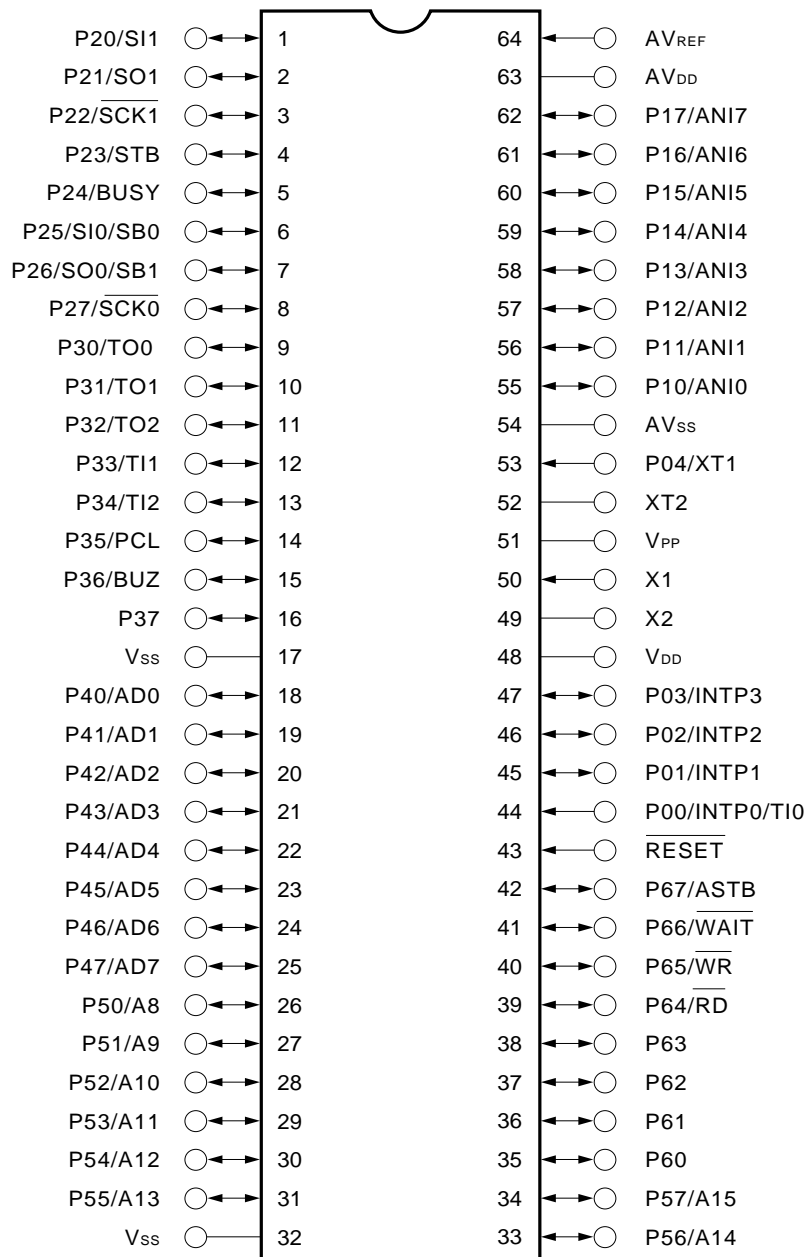 P20/SI1 1 64 AVREF
P21/SO1 2 63 AVDD
P22/SCK1 3 62 P17/ANI7
P23/STB 4 61 P16/ANI6
P24/BUSY 5 60 P15/ANI5
P25/SI0/SB0 6 59 P14/ANI4
P26/SO0/SB1 7 58 P13/ANI3
P27/SCK0 8 57 P12/ANI2
P30/TO0 9 56 P11/ANI1
P31/TO1 10 55 P10/ANI0
P32/TO2 11 54 AVSS
P33/TI1 12 53 P04/XT1
P34/TI2 13 52 XT2
P35/PCL 14 51 VPP
P36/BUZ 15 50 X1
P37 16 49 X2
VSS 17 48 VDD
P40/AD0 18 47 P03/INTP3
P41/AD1 19 46 P02/INTP2
P42/AD2 20 45 P01/INTP1
P43/AD3 21 44 P00/INTP0/TI0
P44/AD4 22 43 RESET
P45/AD5 23 42 P67/ASTB
P46/AD6 24 41 P66/WAIT
P47/AD7 25 40 P65/WR
P50/A8 26 39 P64/RD
P51/A9 27 38 P63
P52/A10 28 37 P62
P53/A11 29 36 P61
P54/A12 30 35 P60
P55/A13 31 34 P57/A15
VSS 32 33 P56/A14